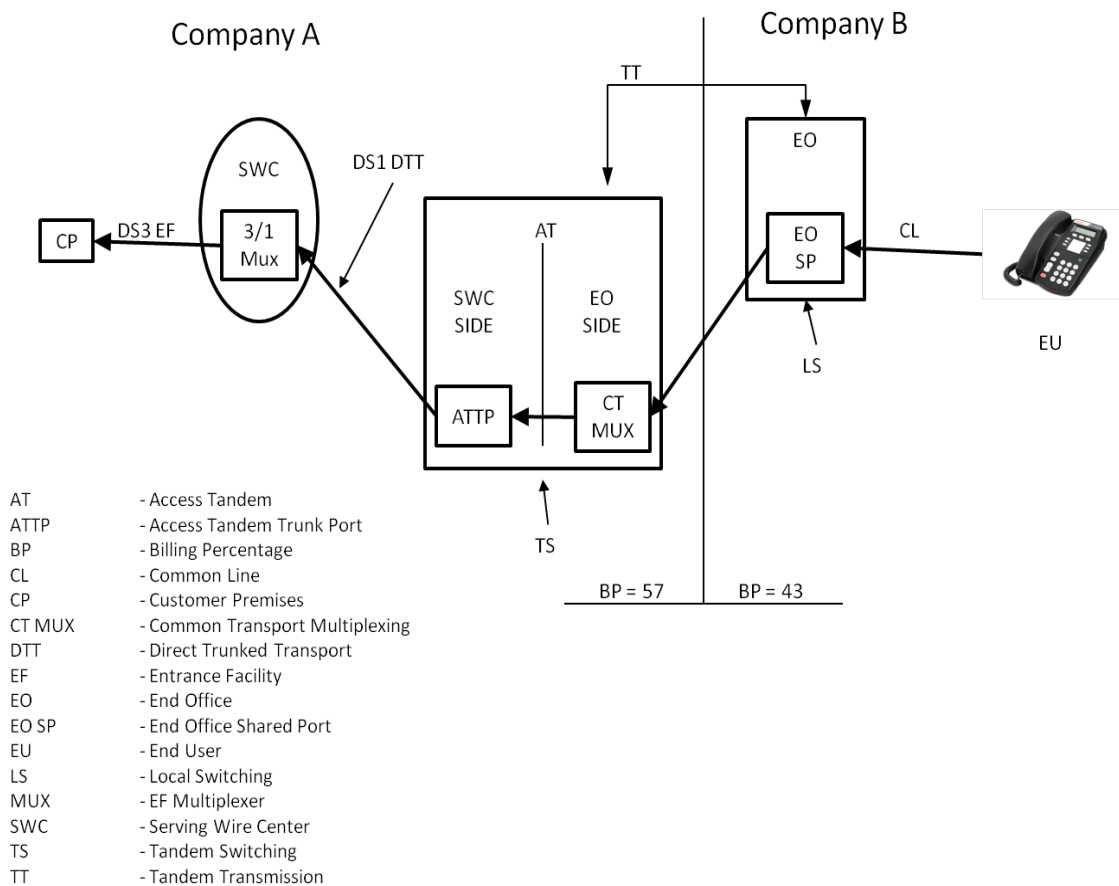 Company A
Company B
TT
EO
SWC
DS1 DTT
AT
CP
DS3 EF
3/1
Mux
EO
SP
CL
SWC
SIDE
EO
SIDE
LS
EU
ATTP
CT
MUX
TS
BP = 57
BP = 43
AT - Access Tandem
ATTP - Access Tandem Trunk Port
BP - Billing Percentage
CL - Common Line
CP - Customer Premises
CT MUX - Common Transport Multiplexing
DTT - Direct Trunked Transport
EF - Entrance Facility
EO - End Office
EO SP - End Office Shared Port
EU - End User
LS - Local Switching
MUX - EF Multiplexer
SWC - Serving Wire Center
TS - Tandem Switching
TT - Tandem Transmission